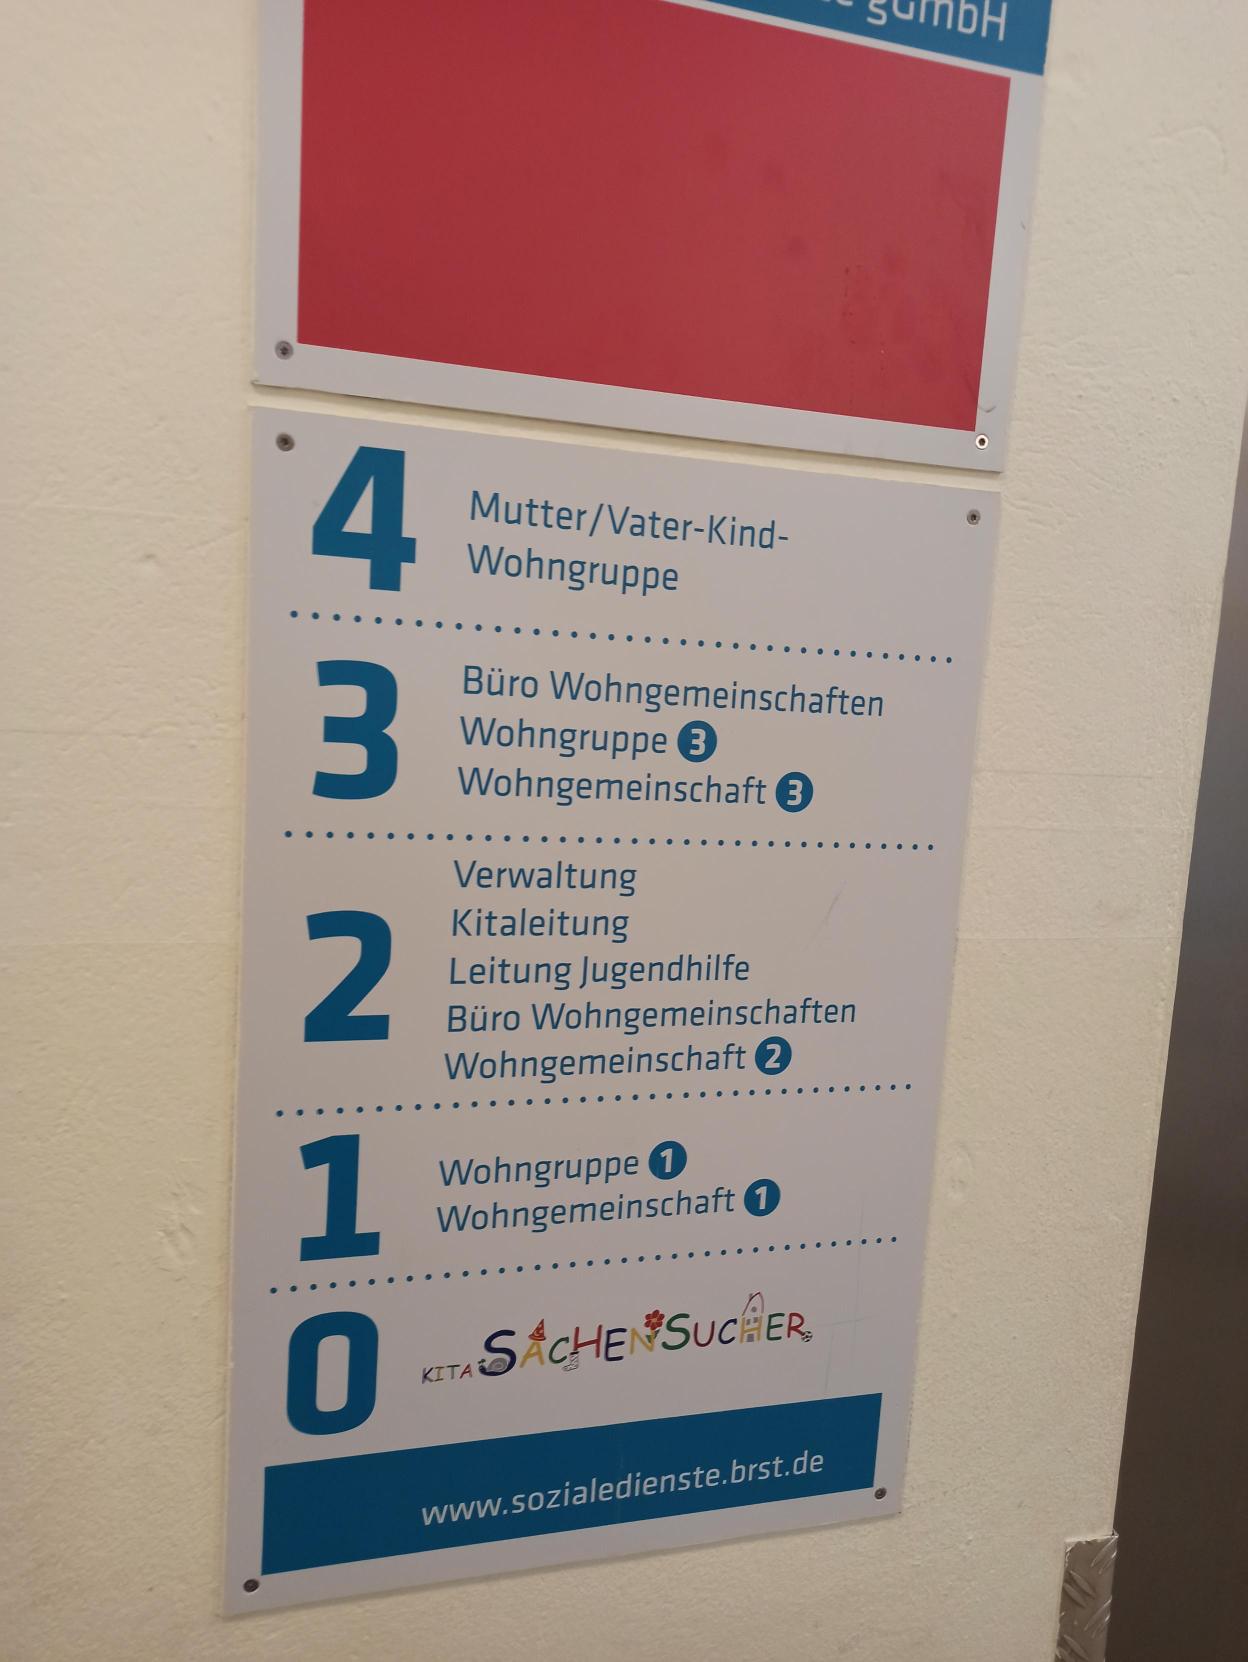 gGmbH
4
Mutter/Vater-Kind-
Wohngruppe
3
Büro Wohngemeinschaften
Wohngruppe 3
Wohngemeinschaft 3
2
Verwaltung
Kitaleitung
Leitung Jugendhilfe
Büro Wohngemeinschaften
Wohngemeinschaft 2
1
Wohngruppe 1
Wohngemeinschaft 1
0
KITA SACHENSUCHER
www.sozialedienste.brst.de